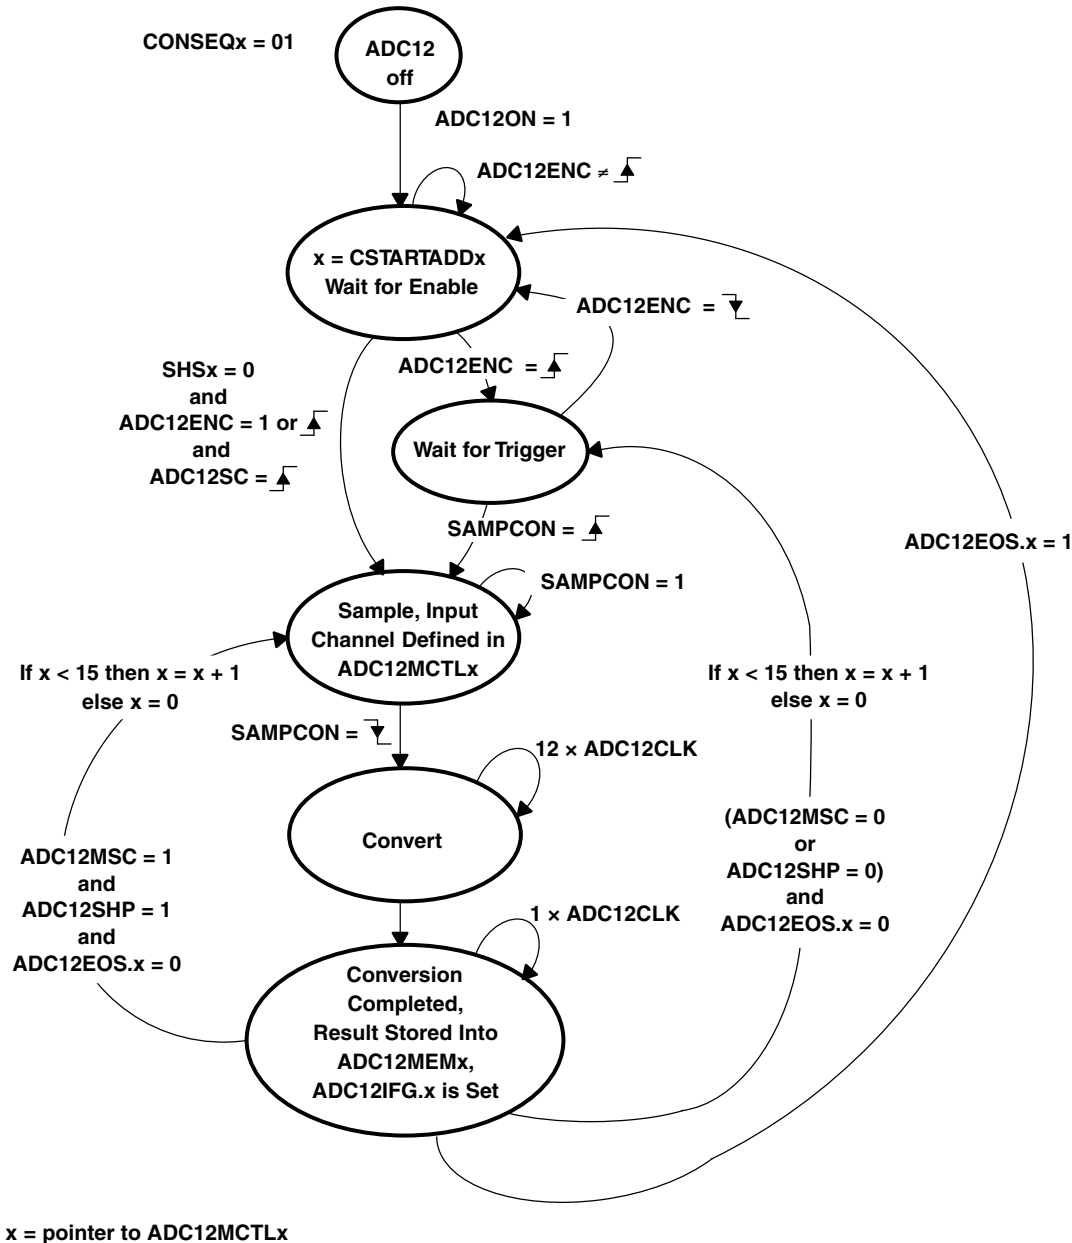 CONSEQx = 01
ADC12
off
ADC12ON = 1
ADC12ENC ≠
x = CSTARTADDx
Wait for Enable
ADC12ENC =
ADC12ENC =
SHSx = 0
and
ADC12ENC = 1 or
and
ADC12SC =
Wait for Trigger
SAMPCON =
ADC12EOS.x = 1
SAMPCON = 1
Sample, Input
Channel Defined in
ADC12MCTLx
If x < 15 then x = x + 1
else x = 0
If x < 15 then x = x + 1
else x = 0
SAMPCON =
12 × ADC12CLK
Convert
(ADC12MSC = 0
or
ADC12SHP = 0)
and
ADC12EOS.x = 0
ADC12MSC = 1
and
ADC12SHP = 1
and
ADC12EOS.x = 0
1 × ADC12CLK
Conversion
Completed,
Result Stored Into
ADC12MEMx,
ADC12IFG.x is Set
x = pointer to ADC12MCTLx